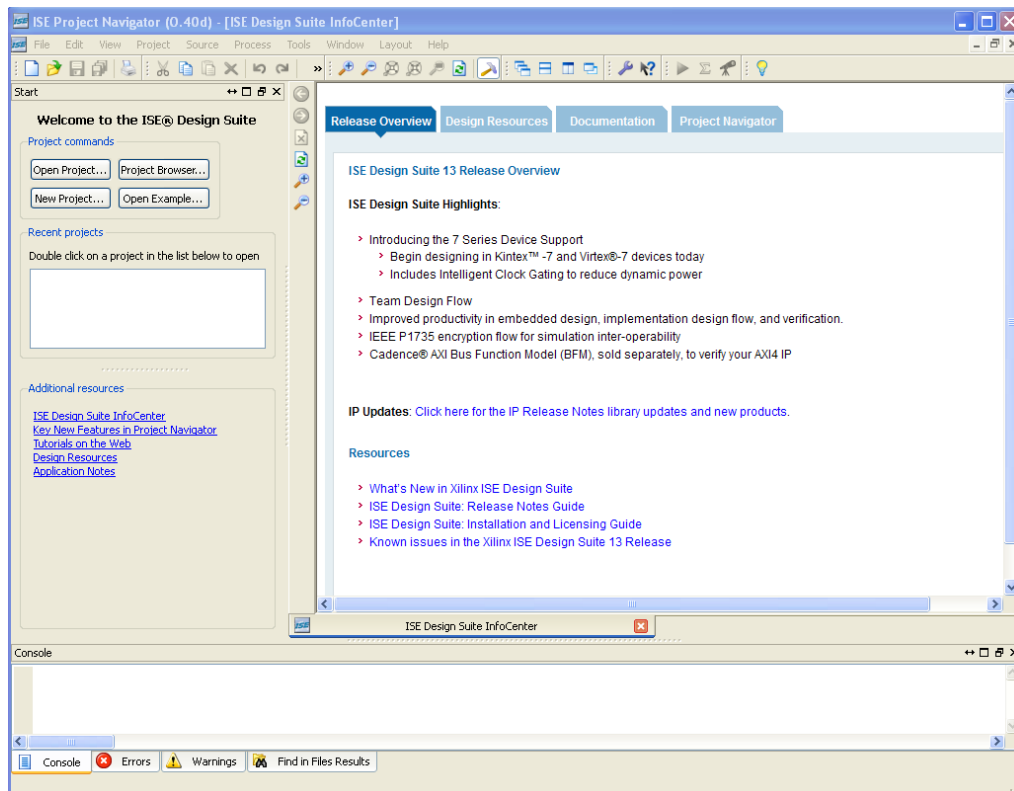 ISE Project Navigator (0.40d) - [ISE Design Suite InfoCenter]
File Edit View Project Source Process Tools Window Layout Help
Start
Welcome to the ISE® Design Suite
Project commands
Open Project... Project Browser...
New Project... Open Example...
Recent projects
Double click on a project in the list below to open
Additional resources
ISE Design Suite InfoCenter
Key New Features in Project Navigator
Tutorials on the Web
Design Resources
Application Notes
Release Overview Design Resources Documentation Project Navigator
ISE Design Suite 13 Release Overview
ISE Design Suite Highlights:
Introducing the 7 Series Device Support
Begin designing in Kintex™ -7 and Virtex®-7 devices today
Includes Intelligent Clock Gating to reduce dynamic power
Team Design Flow
Improved productivity in embedded design, implementation design flow, and verification.
IEEE P1735 encryption flow for simulation inter-operability
Cadence® AXI Bus Function Model (BFM), sold separately, to verify your AXI4 IP
IP Updates: Click here for the IP Release Notes library updates and new products.
Resources
What's New in Xilinx ISE Design Suite
ISE Design Suite: Release Notes Guide
ISE Design Suite: Installation and Licensing Guide
Known issues in the Xilinx ISE Design Suite 13 Release
ISE Design Suite InfoCenter
Console
Console Errors Warnings Find in Files Results